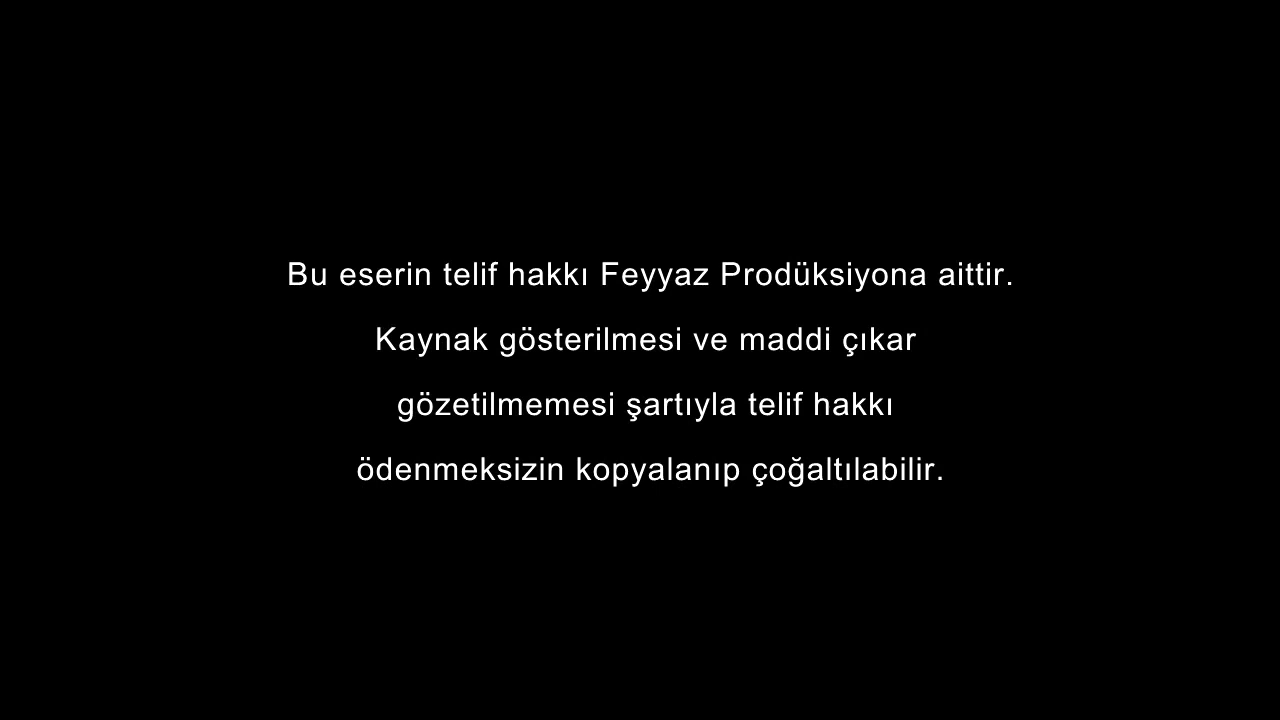 Bu eserin telif hakkı Feyyaz Prodüksiyona aittir.
Kaynak gösterilmesi ve maddi çıkar
gözetilmemesi şartıyla telif hakkı
ödenmeksizin kopyalanıp çoğaltılabilir.